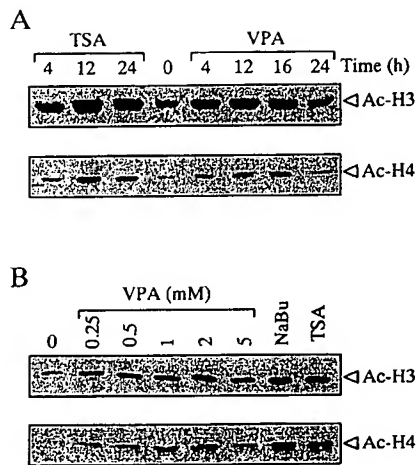 A
TSA VPA
4 12 24 0 4 12 16 24 Time (h)
◁Ac-H3
◁Ac-H4
B
VPA (mM)
0 0.25 0.5 1 2 5 NaBu TSA
◁Ac-H3
◁Ac-H4